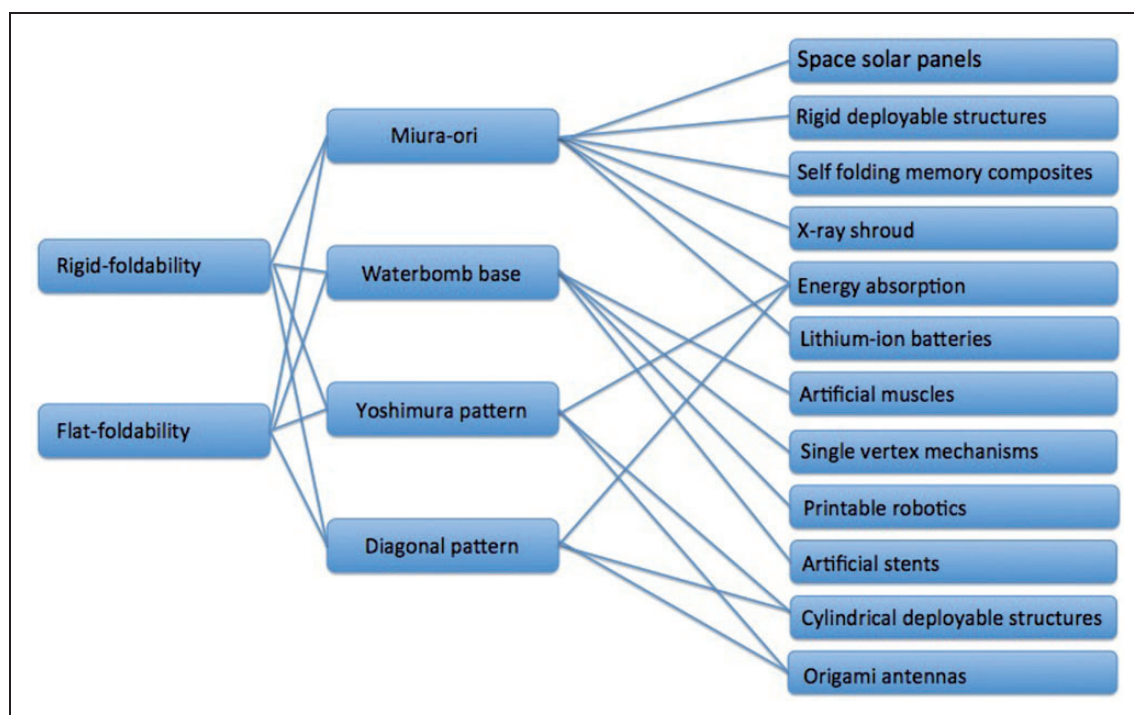 Rigid-foldability
Flat-foldability
Miura-ori
Waterbomb base
Yoshimura pattern
Diagonal pattern
Space solar panels
Rigid deployable structures
Self folding memory composites
X-ray shroud
Energy absorption
Lithium-ion batteries
Artificial muscles
Single vertex mechanisms
Printable robotics
Artificial stents
Cylindrical deployable structures
Origami antennas